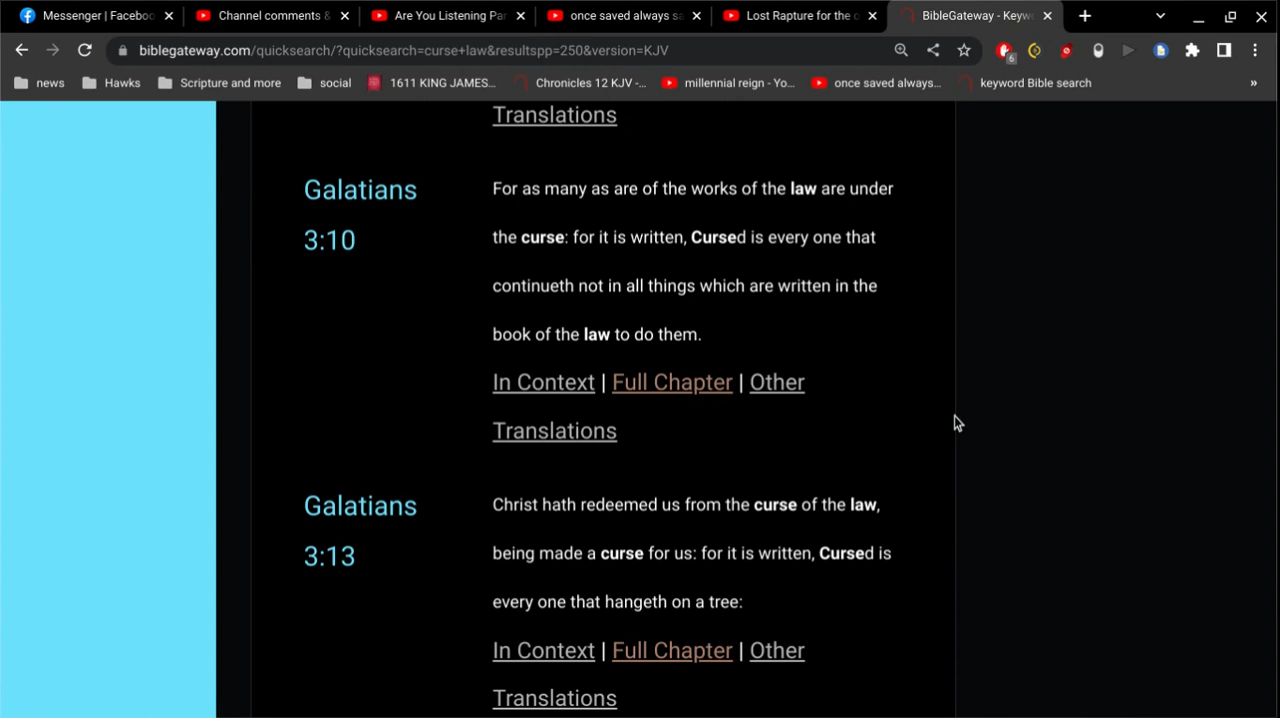 Messenger | Faceboo
Channel comments &
Are You Listening Par
once saved always sa
Lost Rapture for the c
BibleGateway - Keyw
biblegateway.com/quicksearch/?quicksearch=curse+law&resultspp=250&version=KJV
6
news
Hawks
Scripture and more
social
1611 KING JAMES...
Chronicles 12 KJV -...
millennial reign - Yo...
once saved always...
keyword Bible search
»
Translations
Galatians
3:10
For as many as are of the works of the law are under
the curse: for it is written, Cursed is every one that
continueth not in all things which are written in the
book of the law to do them.
In Context | Full Chapter | Other
Translations
Galatians
3:13
Christ hath redeemed us from the curse of the law,
being made a curse for us: for it is written, Cursed is
every one that hangeth on a tree:
In Context | Full Chapter | Other
Translations